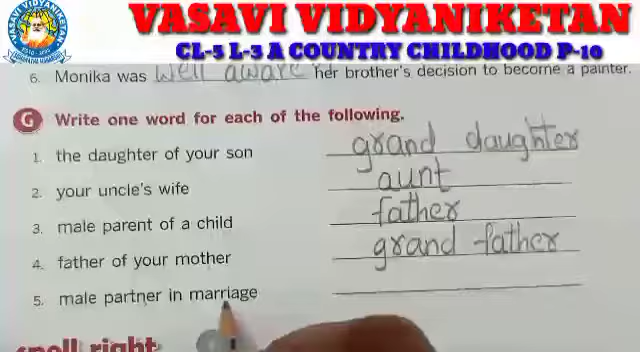 VASAVI VIDYANIKETAN
CL-5 L-3 A COUNTRY CHILDHOOD P-10
6. Monika was well aware her brother's decision to become a painter.
G Write one word for each of the following.
1. the daughter of your son grand daughter
2. your uncle's wife aunt
3. male parent of a child father
4. father of your mother grand father
5. male partner in marriage
spell right